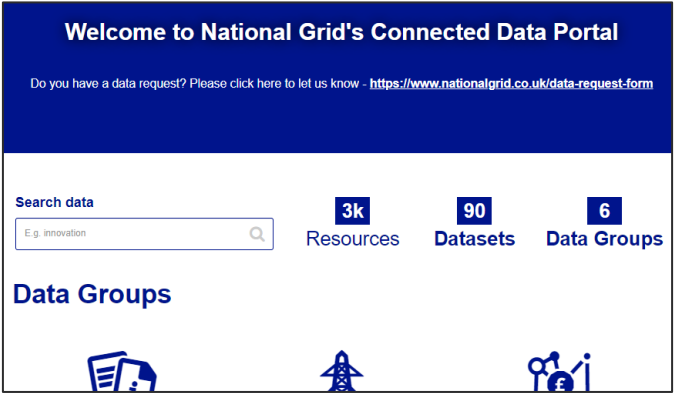 Welcome to National Grid's Connected Data Portal
Do you have a data request? Please click here to let us know - https://www.nationalgrid.co.uk/data-request-form
Search data
E.g. innovation
3k
Resources
90
Datasets
6
Data Groups
Data Groups
i
£